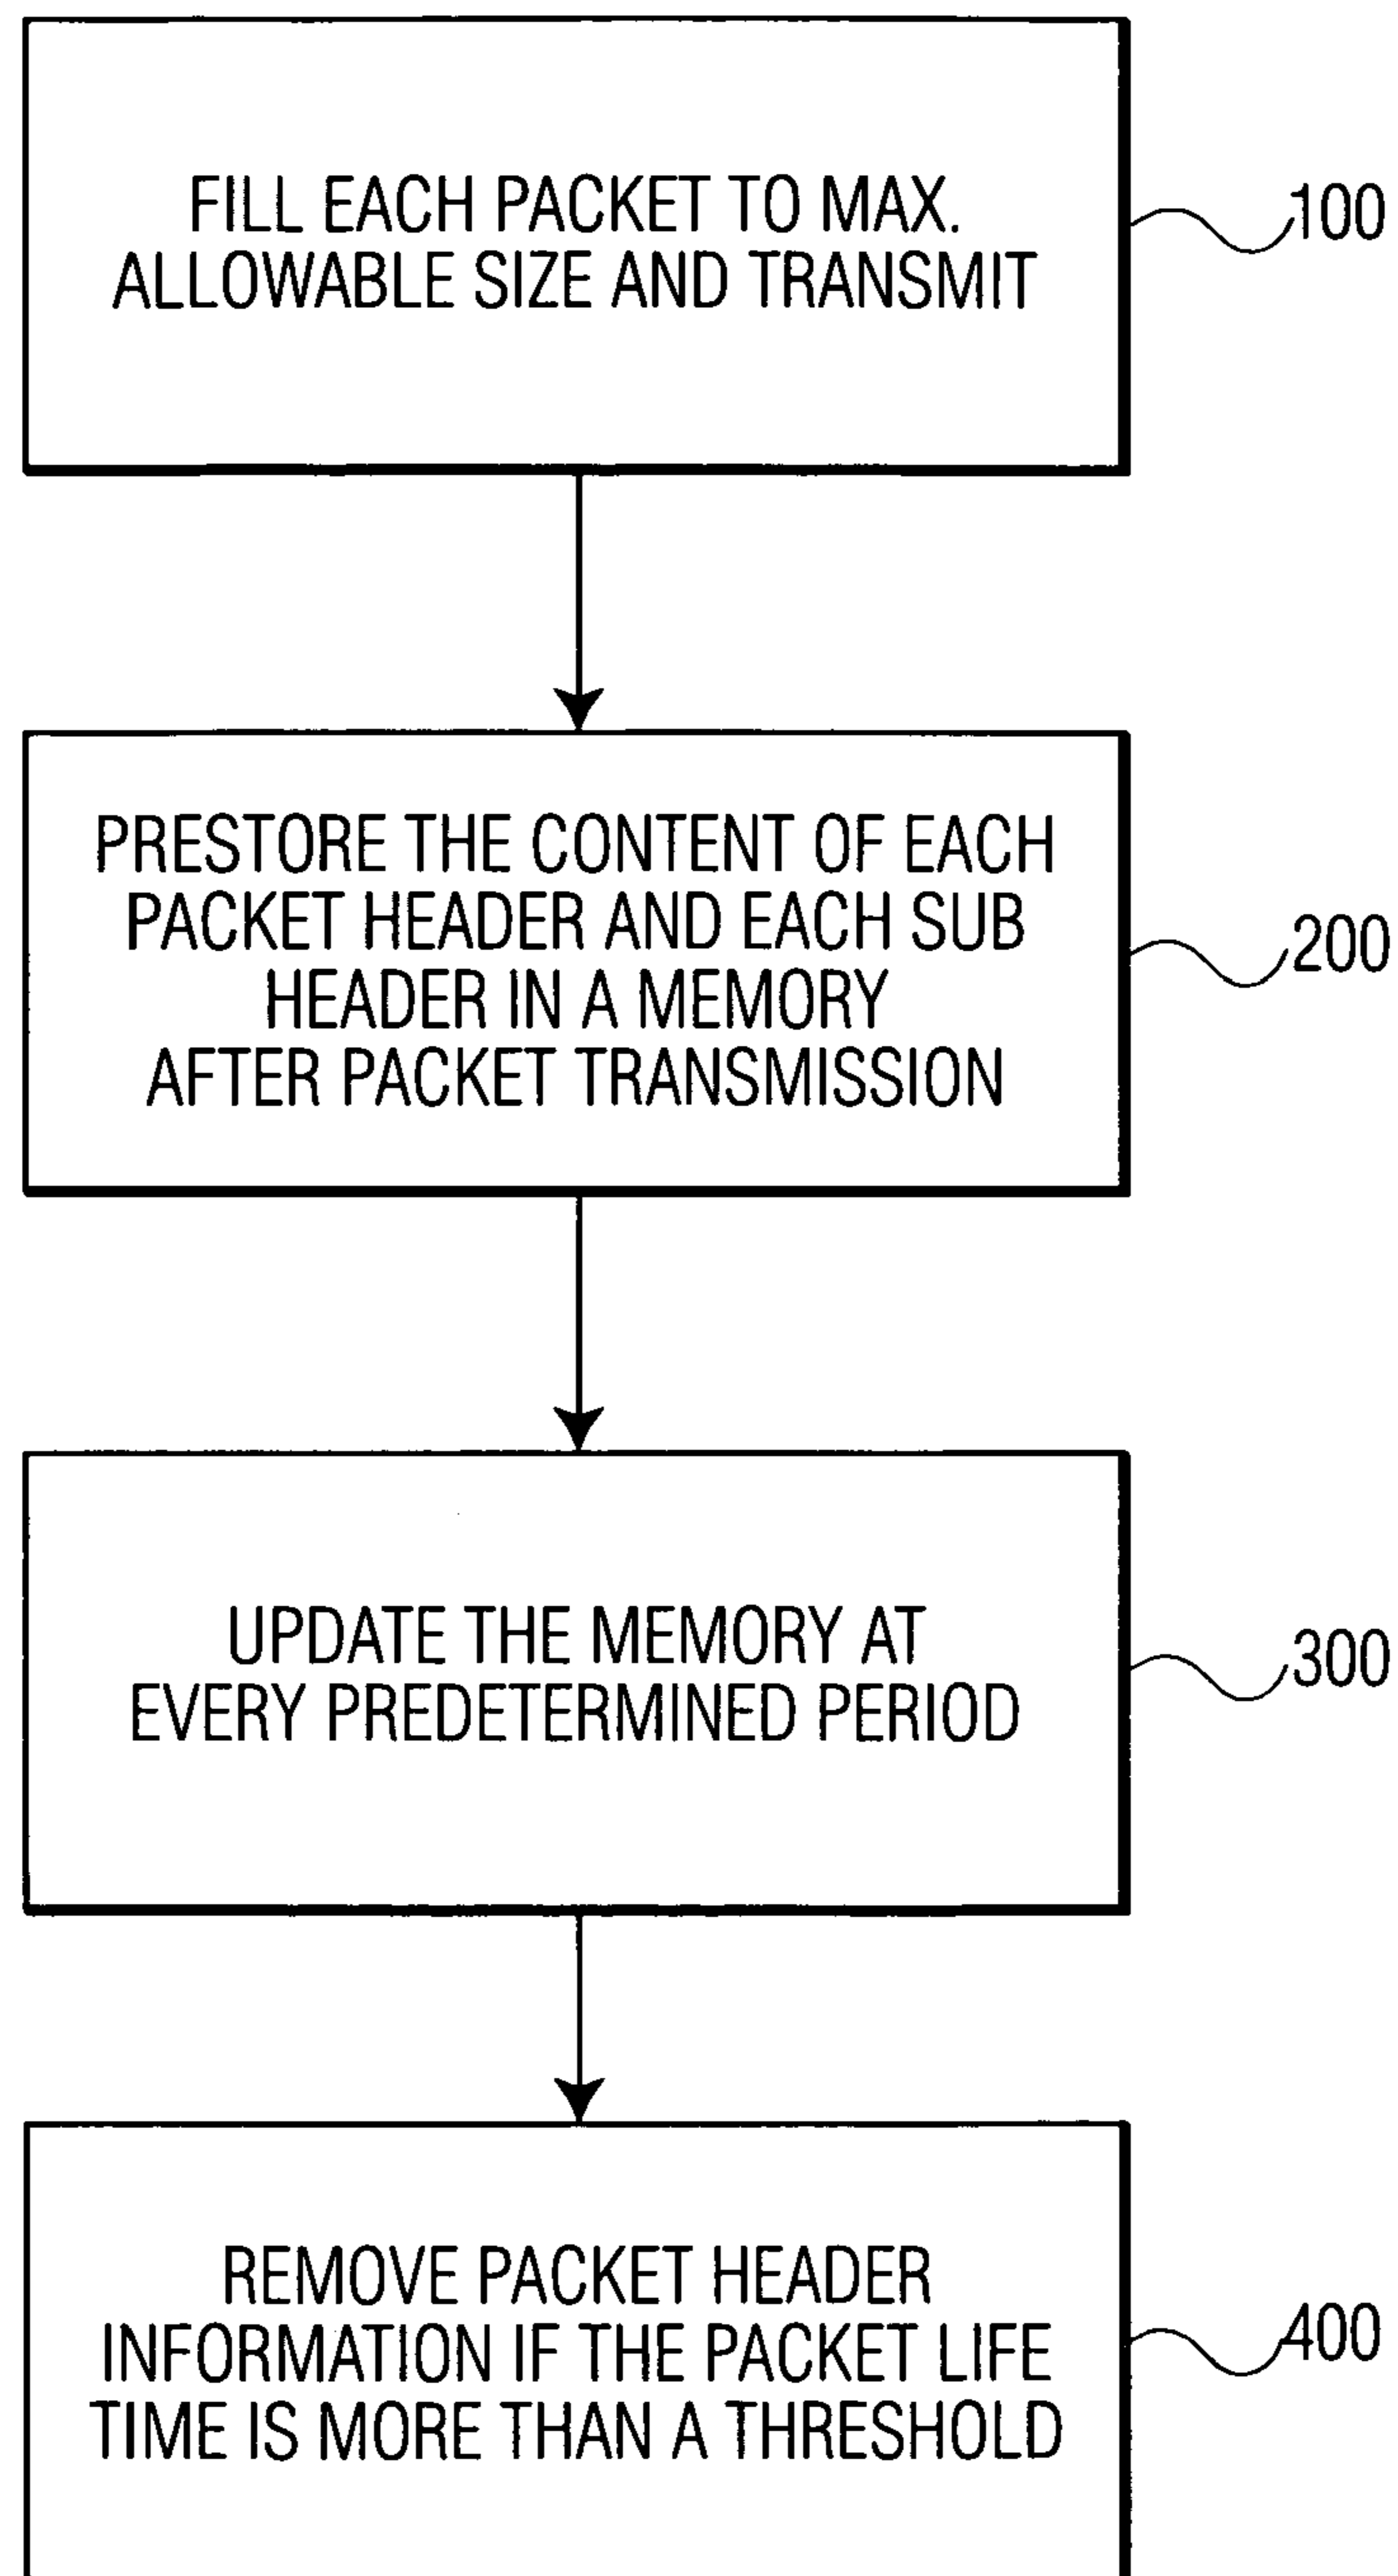 FILL EACH PACKET TO MAX.
ALLOWABLE SIZE AND TRANSMIT
100
PRESTORE THE CONTENT OF EACH
PACKET HEADER AND EACH SUB
HEADER IN A MEMORY
AFTER PACKET TRANSMISSION
200
UPDATE THE MEMORY AT
EVERY PREDETERMINED PERIOD
300
REMOVE PACKET HEADER
INFORMATION IF THE PACKET LIFE
TIME IS MORE THAN A THRESHOLD
400